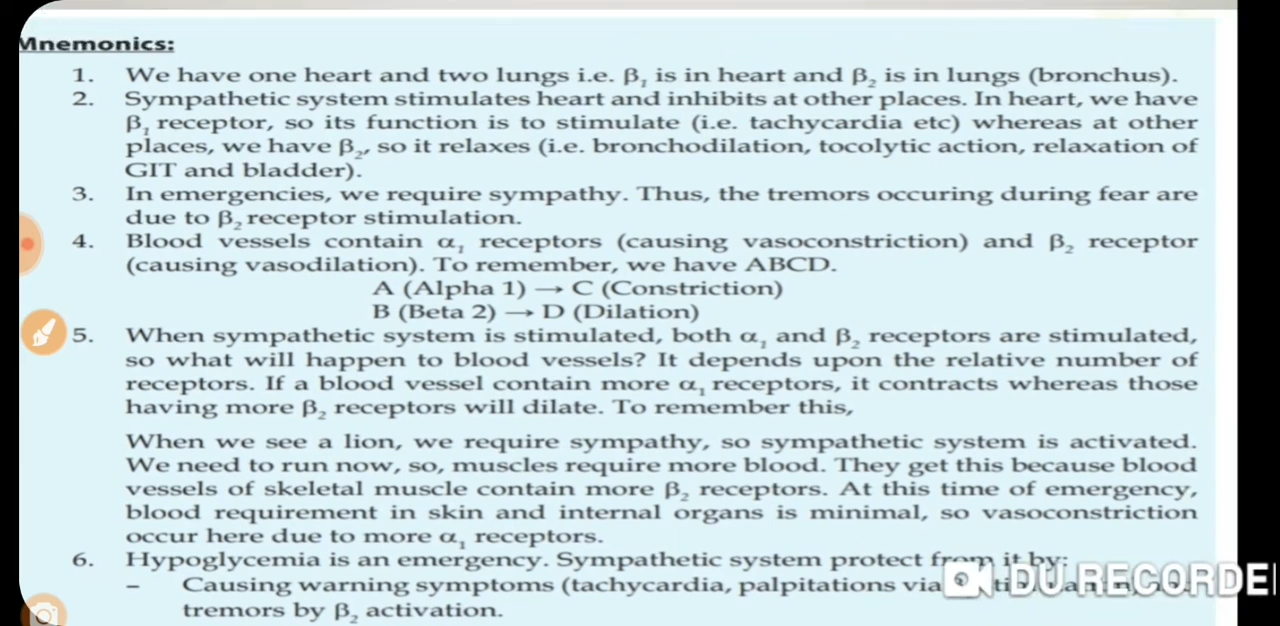 Mnemonics:
1. We have one heart and two lungs i.e. β₁ is in heart and β₂ is in lungs (bronchus).
2. Sympathetic system stimulates heart and inhibits at other places. In heart, we have
β₁ receptor, so its function is to stimulate (i.e. tachycardia etc) whereas at other
places, we have β₂, so it relaxes (i.e. bronchodilation, tocolytic action, relaxation of
GIT and bladder).
3. In emergencies, we require sympathy. Thus, the tremors occuring during fear are
due to β₂ receptor stimulation.
4. Blood vessels contain α₁ receptors (causing vasoconstriction) and β₂ receptor
(causing vasodilation). To remember, we have ABCD.
A (Alpha 1) → C (Constriction)
B (Beta 2) → D (Dilation)
5. When sympathetic system is stimulated, both α₁ and β₂ receptors are stimulated,
so what will happen to blood vessels? It depends upon the relative number of
receptors. If a blood vessel contain more α₁ receptors, it contracts whereas those
having more β₂ receptors will dilate. To remember this,
When we see a lion, we require sympathy, so sympathetic system is activated.
We need to run now, so, muscles require more blood. They get this because blood
vessels of skeletal muscle contain more β₂ receptors. At this time of emergency,
blood requirement in skin and internal organs is minimal, so vasoconstriction
occur here due to more α₁ receptors.
6. Hypoglycemia is an emergency. Sympathetic system protect from it by:
– Causing warning symptoms (tachycardia, palpitations via
DU RECORDE
tremors by β₂ activation.